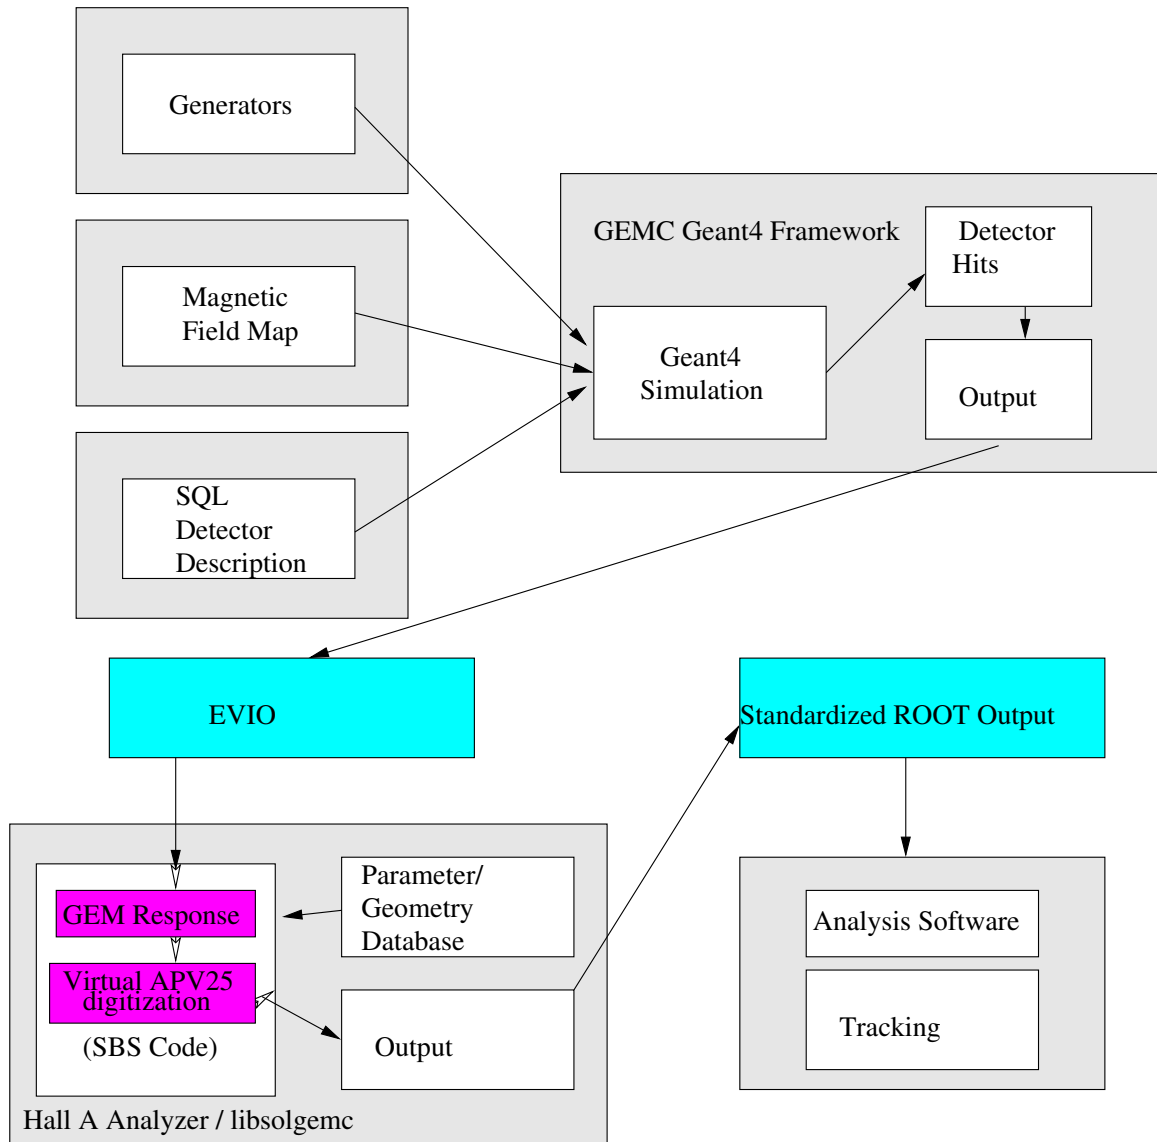 Generators
Magnetic
Field Map
SQL
Detector
Description
GEMC Geant4 Framework
Geant4
Simulation
Detector
Hits
Output
EVIO
Standardized ROOT Output
GEM Response
Virtual APV25
digitization
(SBS Code)
Parameter/
Geometry
Database
Output
Hall A Analyzer / libsolgemc
Analysis Software
Tracking